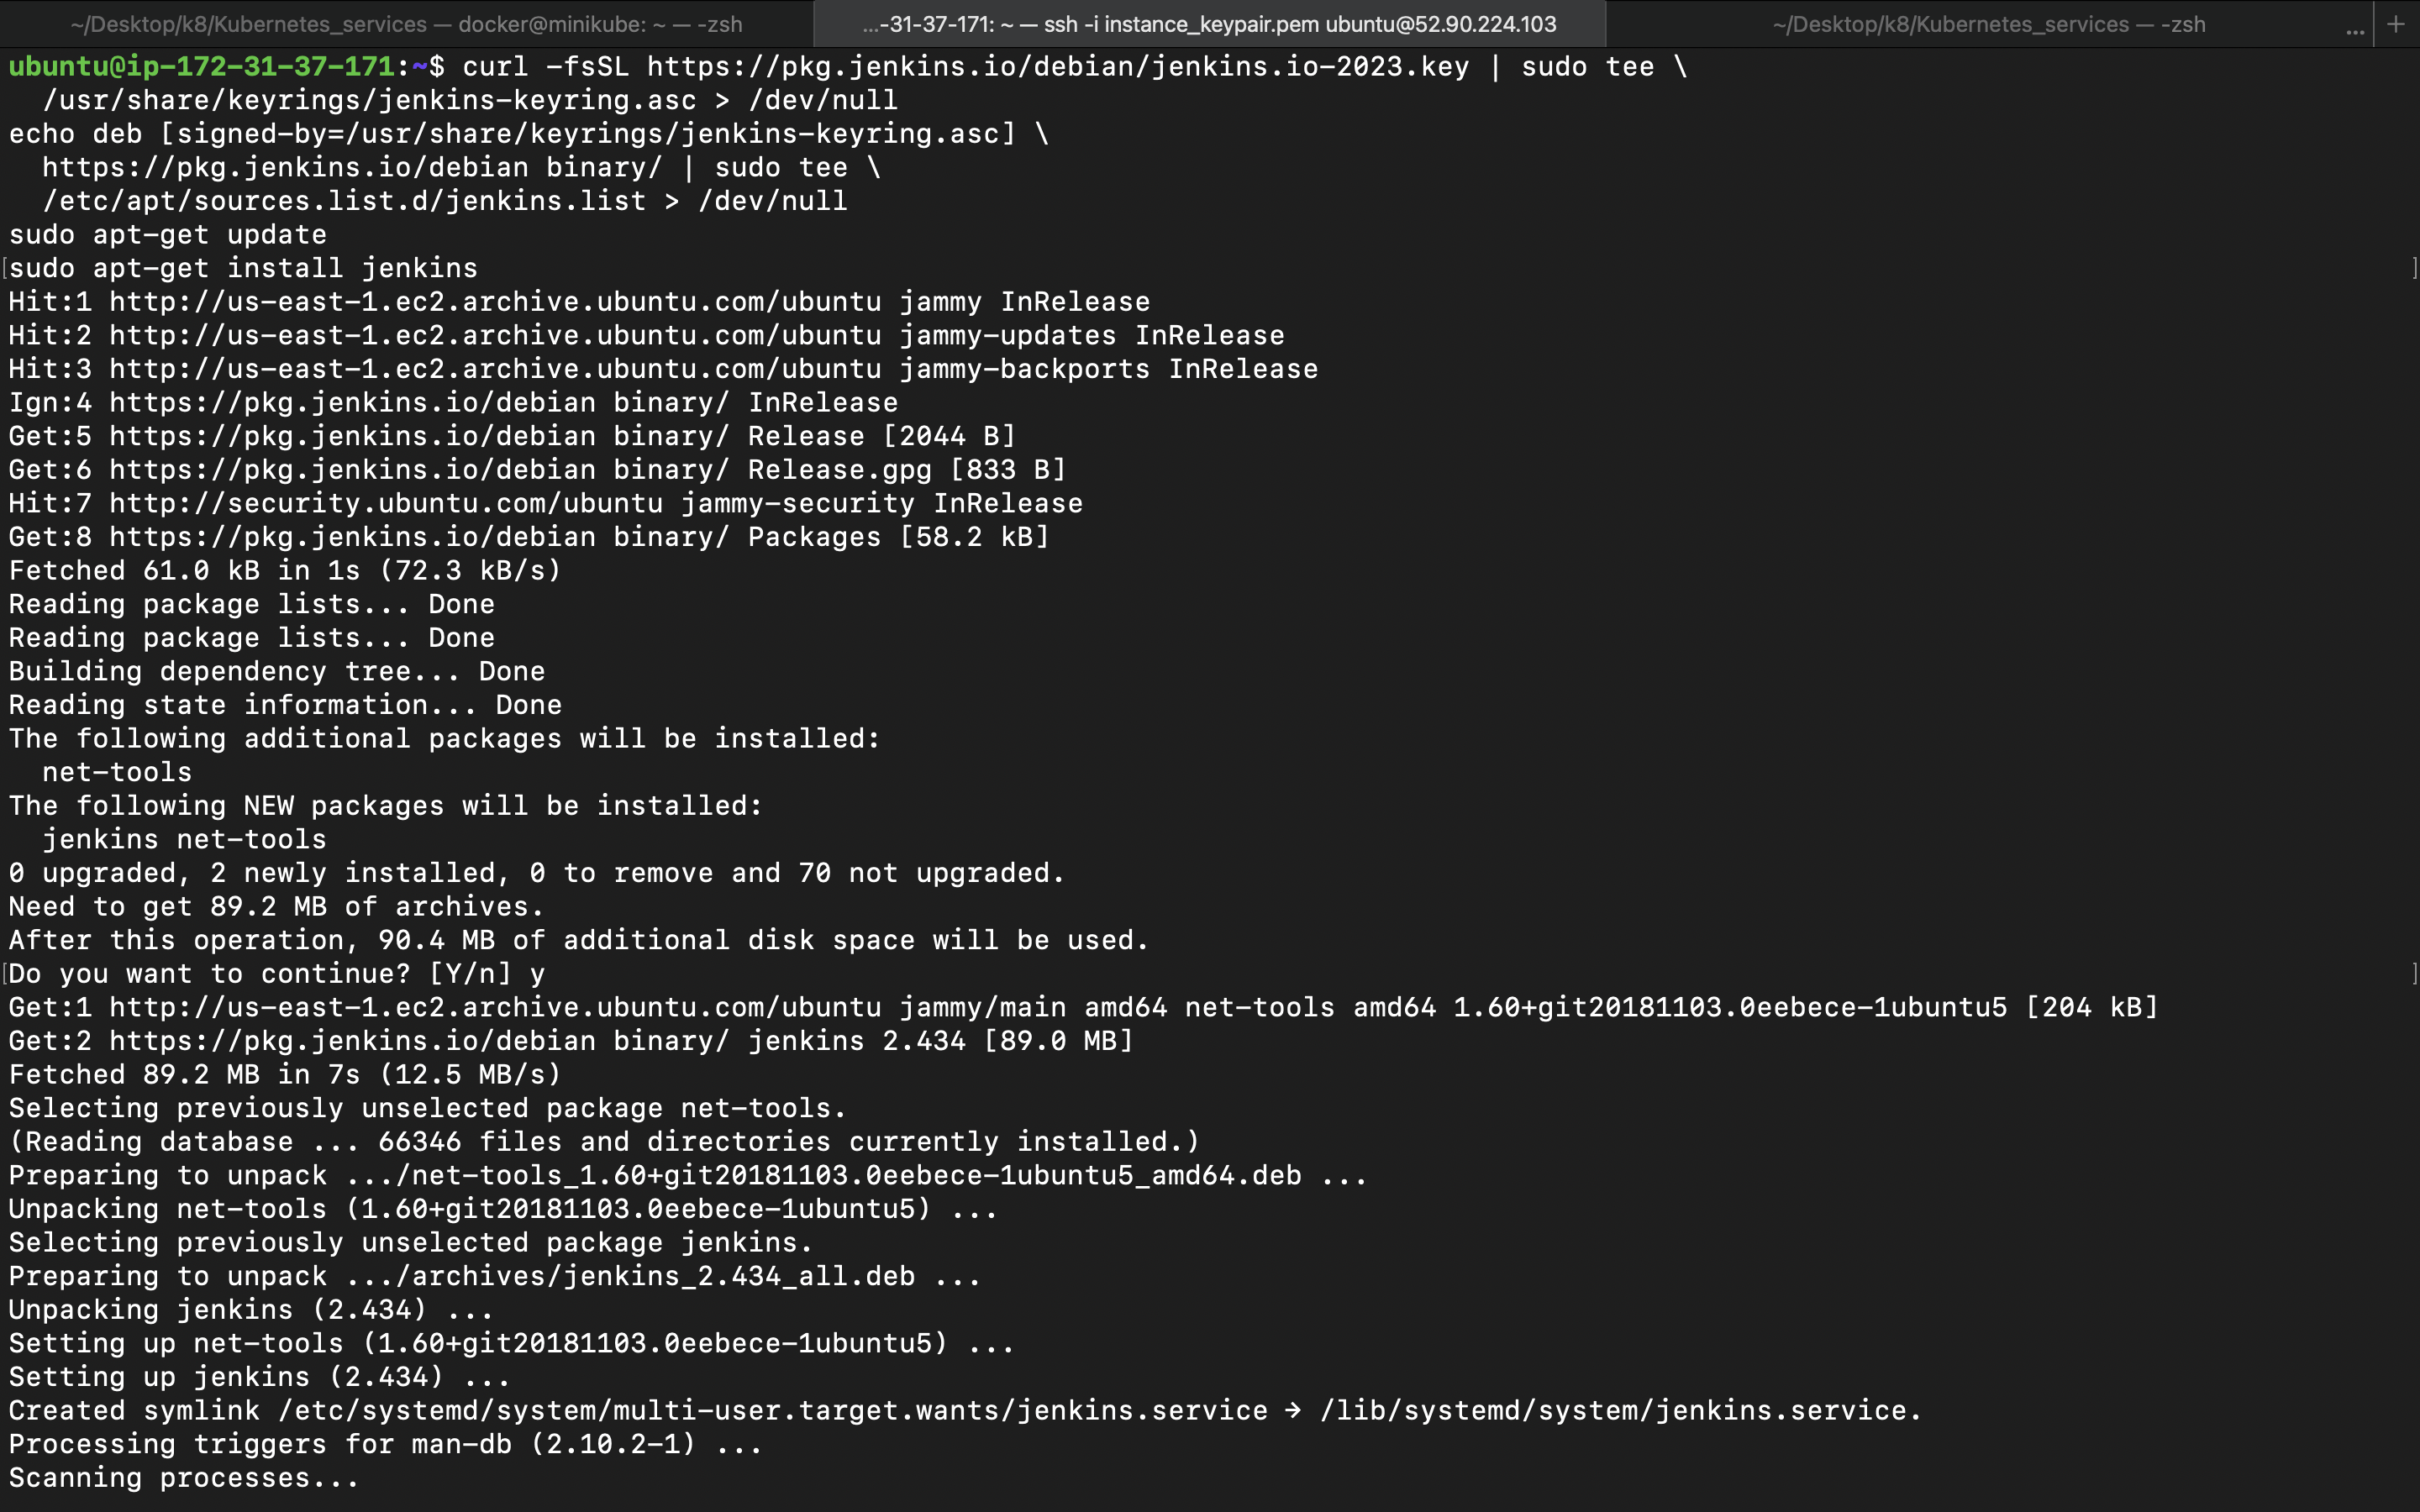 ~/Desktop/k8/Kubernetes_services — docker@minikube: ~ — -zsh
...-31-37-171: ~ — ssh -i instance_keypair.pem ubuntu@52.90.224.103
~/Desktop/k8/Kubernetes_services — -zsh
... +
ubuntu@ip-172-31-37-171:~$ curl -fsSL https://pkg.jenkins.io/debian/jenkins.io-2023.key | sudo tee \
  /usr/share/keyrings/jenkins-keyring.asc > /dev/null
echo deb [signed-by=/usr/share/keyrings/jenkins-keyring.asc] \
  https://pkg.jenkins.io/debian binary/ | sudo tee \
  /etc/apt/sources.list.d/jenkins.list > /dev/null
sudo apt-get update
[sudo apt-get install jenkins ]
Hit:1 http://us-east-1.ec2.archive.ubuntu.com/ubuntu jammy InRelease
Hit:2 http://us-east-1.ec2.archive.ubuntu.com/ubuntu jammy-updates InRelease
Hit:3 http://us-east-1.ec2.archive.ubuntu.com/ubuntu jammy-backports InRelease
Ign:4 https://pkg.jenkins.io/debian binary/ InRelease
Get:5 https://pkg.jenkins.io/debian binary/ Release [2044 B]
Get:6 https://pkg.jenkins.io/debian binary/ Release.gpg [833 B]
Hit:7 http://security.ubuntu.com/ubuntu jammy-security InRelease
Get:8 https://pkg.jenkins.io/debian binary/ Packages [58.2 kB]
Fetched 61.0 kB in 1s (72.3 kB/s)
Reading package lists... Done
Reading package lists... Done
Building dependency tree... Done
Reading state information... Done
The following additional packages will be installed:
  net-tools
The following NEW packages will be installed:
  jenkins net-tools
0 upgraded, 2 newly installed, 0 to remove and 70 not upgraded.
Need to get 89.2 MB of archives.
After this operation, 90.4 MB of additional disk space will be used.
[Do you want to continue? [Y/n] y ]
Get:1 http://us-east-1.ec2.archive.ubuntu.com/ubuntu jammy/main amd64 net-tools amd64 1.60+git20181103.0eebece-1ubuntu5 [204 kB]
Get:2 https://pkg.jenkins.io/debian binary/ jenkins 2.434 [89.0 MB]
Fetched 89.2 MB in 7s (12.5 MB/s)
Selecting previously unselected package net-tools.
(Reading database ... 66346 files and directories currently installed.)
Preparing to unpack .../net-tools_1.60+git20181103.0eebece-1ubuntu5_amd64.deb ...
Unpacking net-tools (1.60+git20181103.0eebece-1ubuntu5) ...
Selecting previously unselected package jenkins.
Preparing to unpack .../archives/jenkins_2.434_all.deb ...
Unpacking jenkins (2.434) ...
Setting up net-tools (1.60+git20181103.0eebece-1ubuntu5) ...
Setting up jenkins (2.434) ...
Created symlink /etc/systemd/system/multi-user.target.wants/jenkins.service → /lib/systemd/system/jenkins.service.
Processing triggers for man-db (2.10.2-1) ...
Scanning processes...